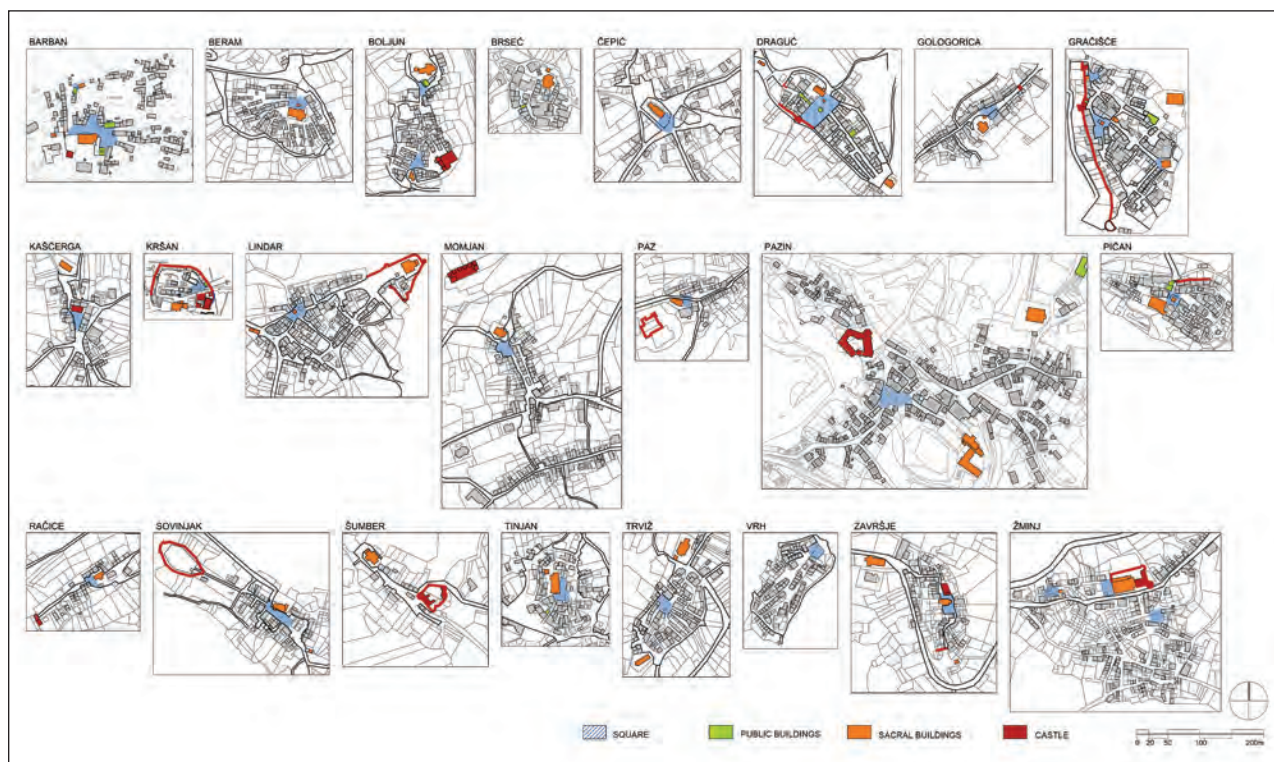 BARBAN
BERAM
BOLJUN
BRSEČ
ČEPIĆ
DRAGUĆ
GOLOGORICA
GRAČIŠĆE
KAŠĆERGA
KRŠAN
LINDAR
MOMJAN
PAZ
PAZIN
PIĆAN
RAČICE
SOVINJAK
ŠUMBER
TINJAN
TRVIŽ
VRH
ZAVRŠJE
ŽMINJ
SQUARE
PUBLIC BUILDINGS
SACRAL BUILDINGS
CASTLE
0 20 50 100 200m